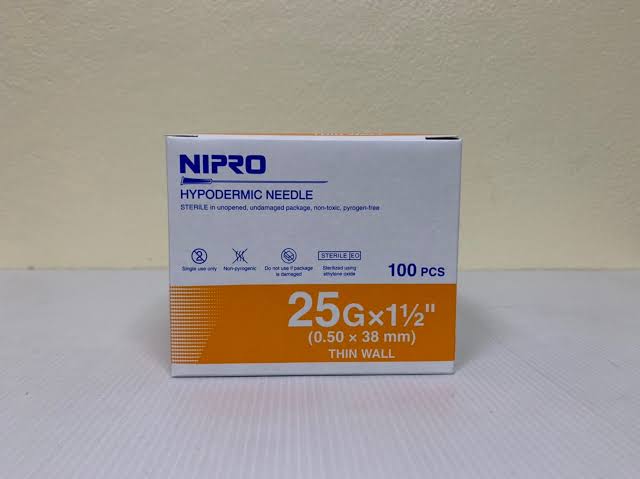 NIPRO
HYPODERMIC NEEDLE
STERILE in unopened, undamaged package, non-toxic, pyrogen-free
STERILE EO
Single use only
Non-pyrogenic
Do not use if package is damaged
Sterilized using ethylene oxide
100 PCS
25G×1½"
(0.50 × 38 mm)
THIN WALL